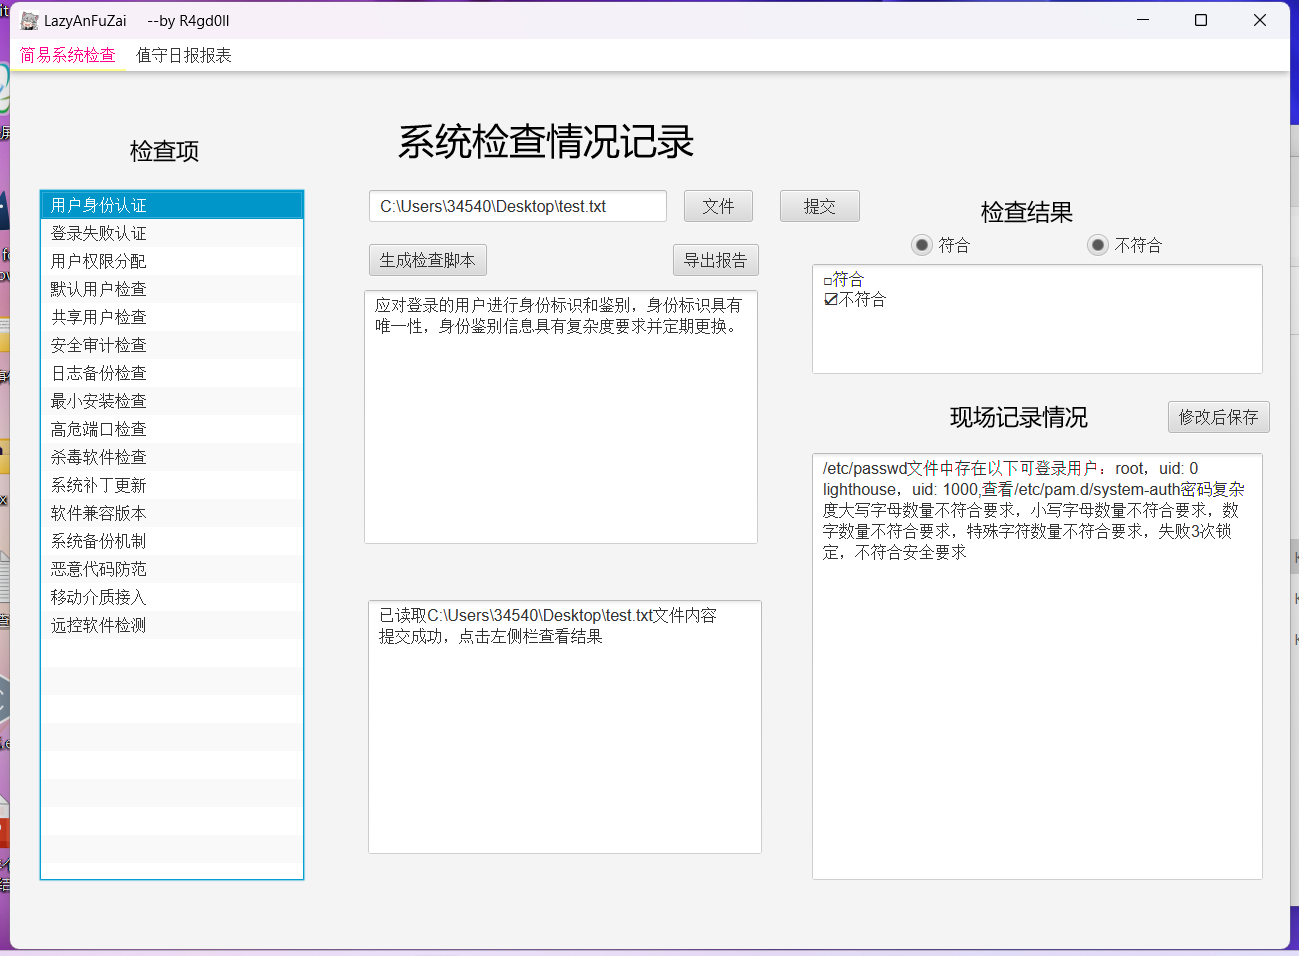 LazyAnFuZai --by R4gd0ll
简易系统检查 值守日报报表
检查项
系统检查情况记录
用户身份认证
登录失败认证
用户权限分配
默认用户检查
共享用户检查
安全审计检查
日志备份检查
最小安装检查
高危端口检查
杀毒软件检查
系统补丁更新
软件兼容版本
系统备份机制
恶意代码防范
移动介质接入
远控软件检测
C:\Users\34540\Desktop\test.txt
文件
提交
生成检查脚本
导出报告
应对登录的用户进行身份标识和鉴别，身份标识具有
唯一性，身份鉴别信息具有复杂度要求并定期更换。
已读取C:\Users\34540\Desktop\test.txt文件内容
提交成功，点击左侧栏查看结果
检查结果
符合 不符合
□符合
☑不符合
现场记录情况
修改后保存
/etc/passwd文件中存在以下可登录用户：root，uid: 0
lighthouse，uid: 1000,查看/etc/pam.d/system-auth密码复杂
度大写字母数量不符合要求，小写字母数量不符合要求，数
字数量不符合要求，特殊字符数量不符合要求，失败3次锁
定，不符合安全要求